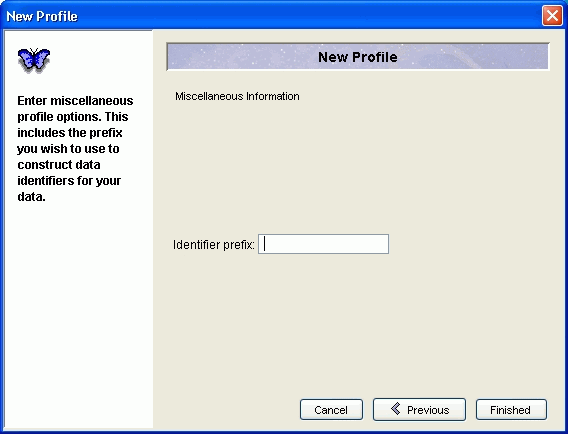 New Profile
New Profile
Enter miscellaneous
profile options. This
includes the prefix
you wish to use to
construct data
identifiers for your
data.
Miscellaneous Information
Identifier prefix:
Cancel
Previous
Finished